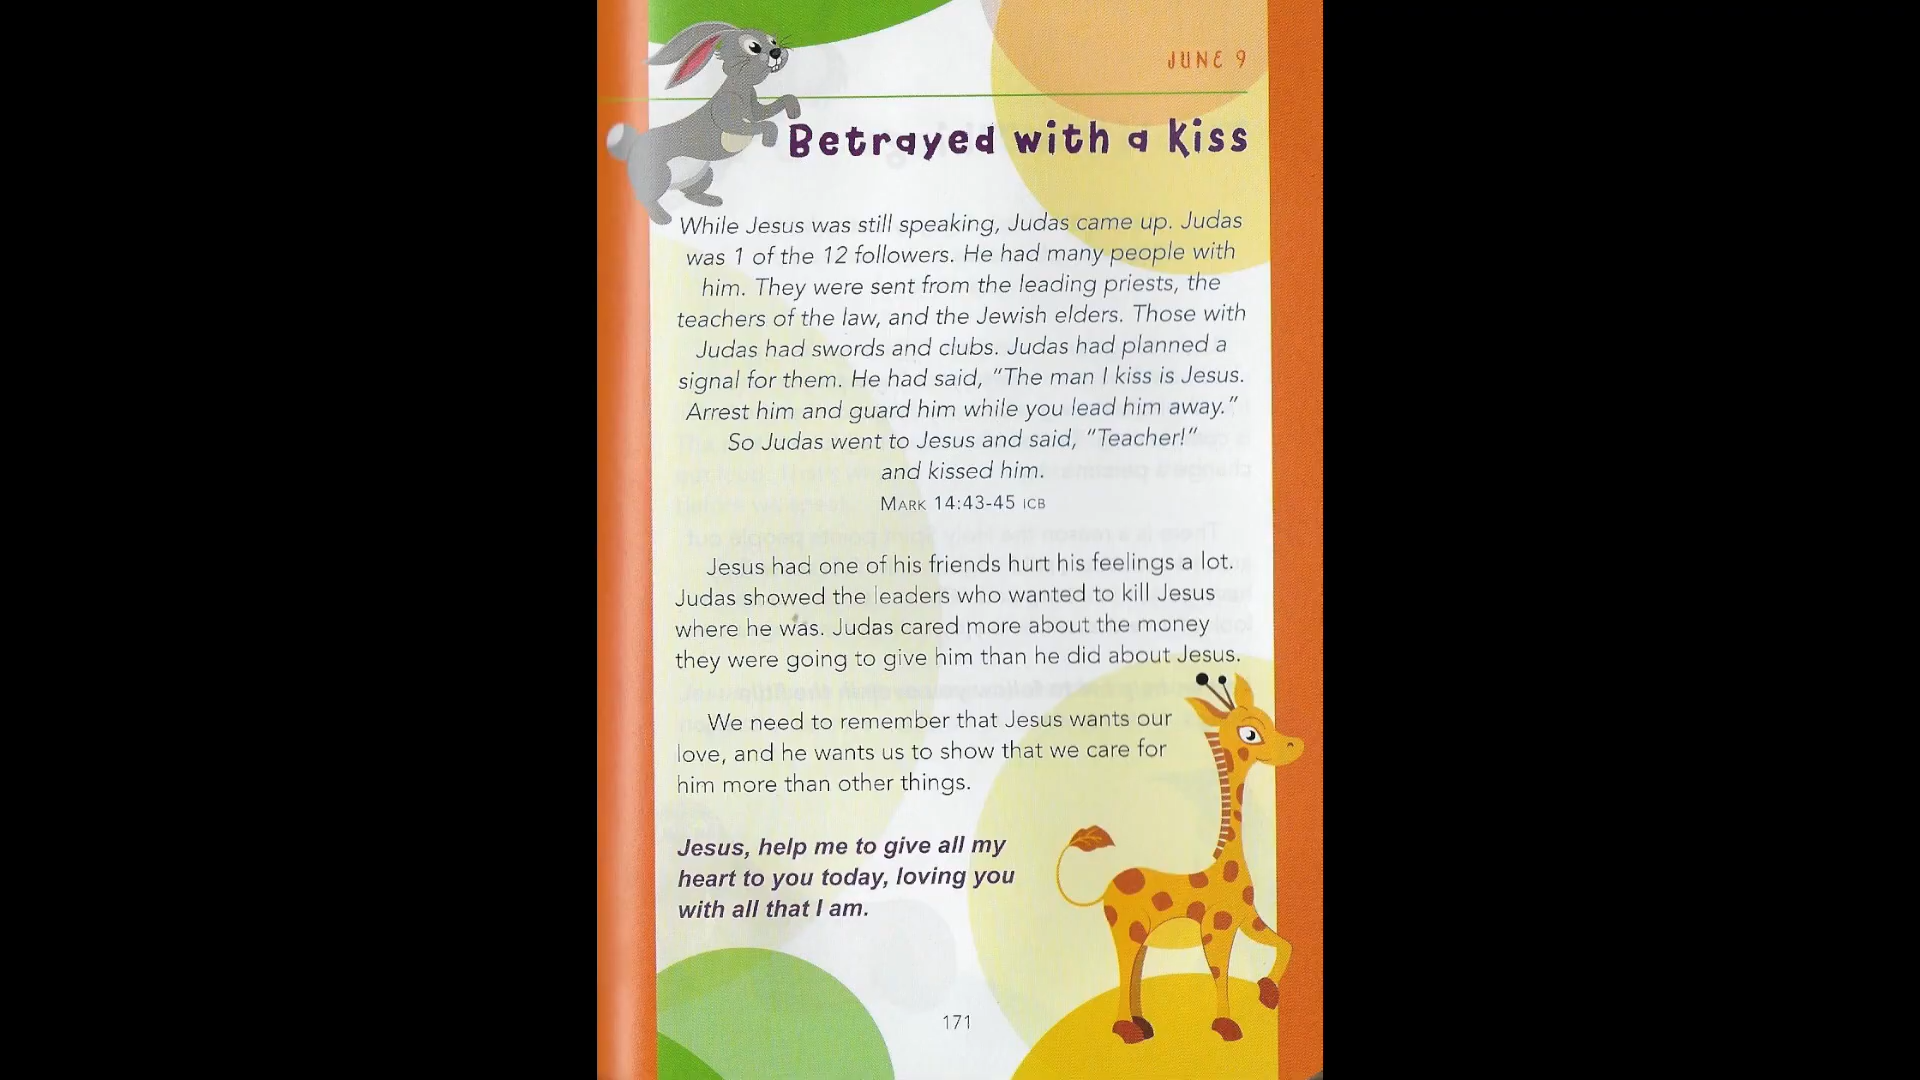 JUNE 9
Betrayed with a Kiss
While Jesus was still speaking, Judas came up. Judas
was 1 of the 12 followers. He had many people with
him. They were sent from the leading priests, the
teachers of the law, and the Jewish elders. Those with
Judas had swords and clubs. Judas had planned a
signal for them. He had said, “The man I kiss is Jesus.
Arrest him and guard him while you lead him away.”
So Judas went to Jesus and said, “Teacher!”
and kissed him.
MARK 14:43-45 ICB
Jesus had one of his friends hurt his feelings a lot.
Judas showed the leaders who wanted to kill Jesus
where he was. Judas cared more about the money
they were going to give him than he did about Jesus.
We need to remember that Jesus wants our
love, and he wants us to show that we care for
him more than other things.
Jesus, help me to give all my
heart to you today, loving you
with all that I am.
171